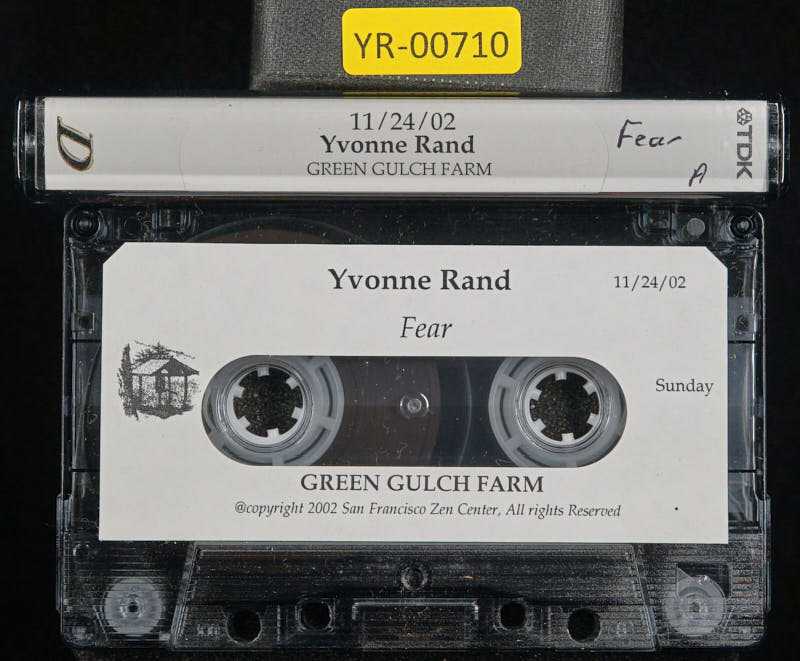 YR-00710
D
11/24/02
Yvonne Rand
GREEN GULCH FARM
Fear
A
TDK
Yvonne Rand
11/24/02
Fear
Sunday
GREEN GULCH FARM
@copyright 2002 San Francisco Zen Center, All rights Reserved